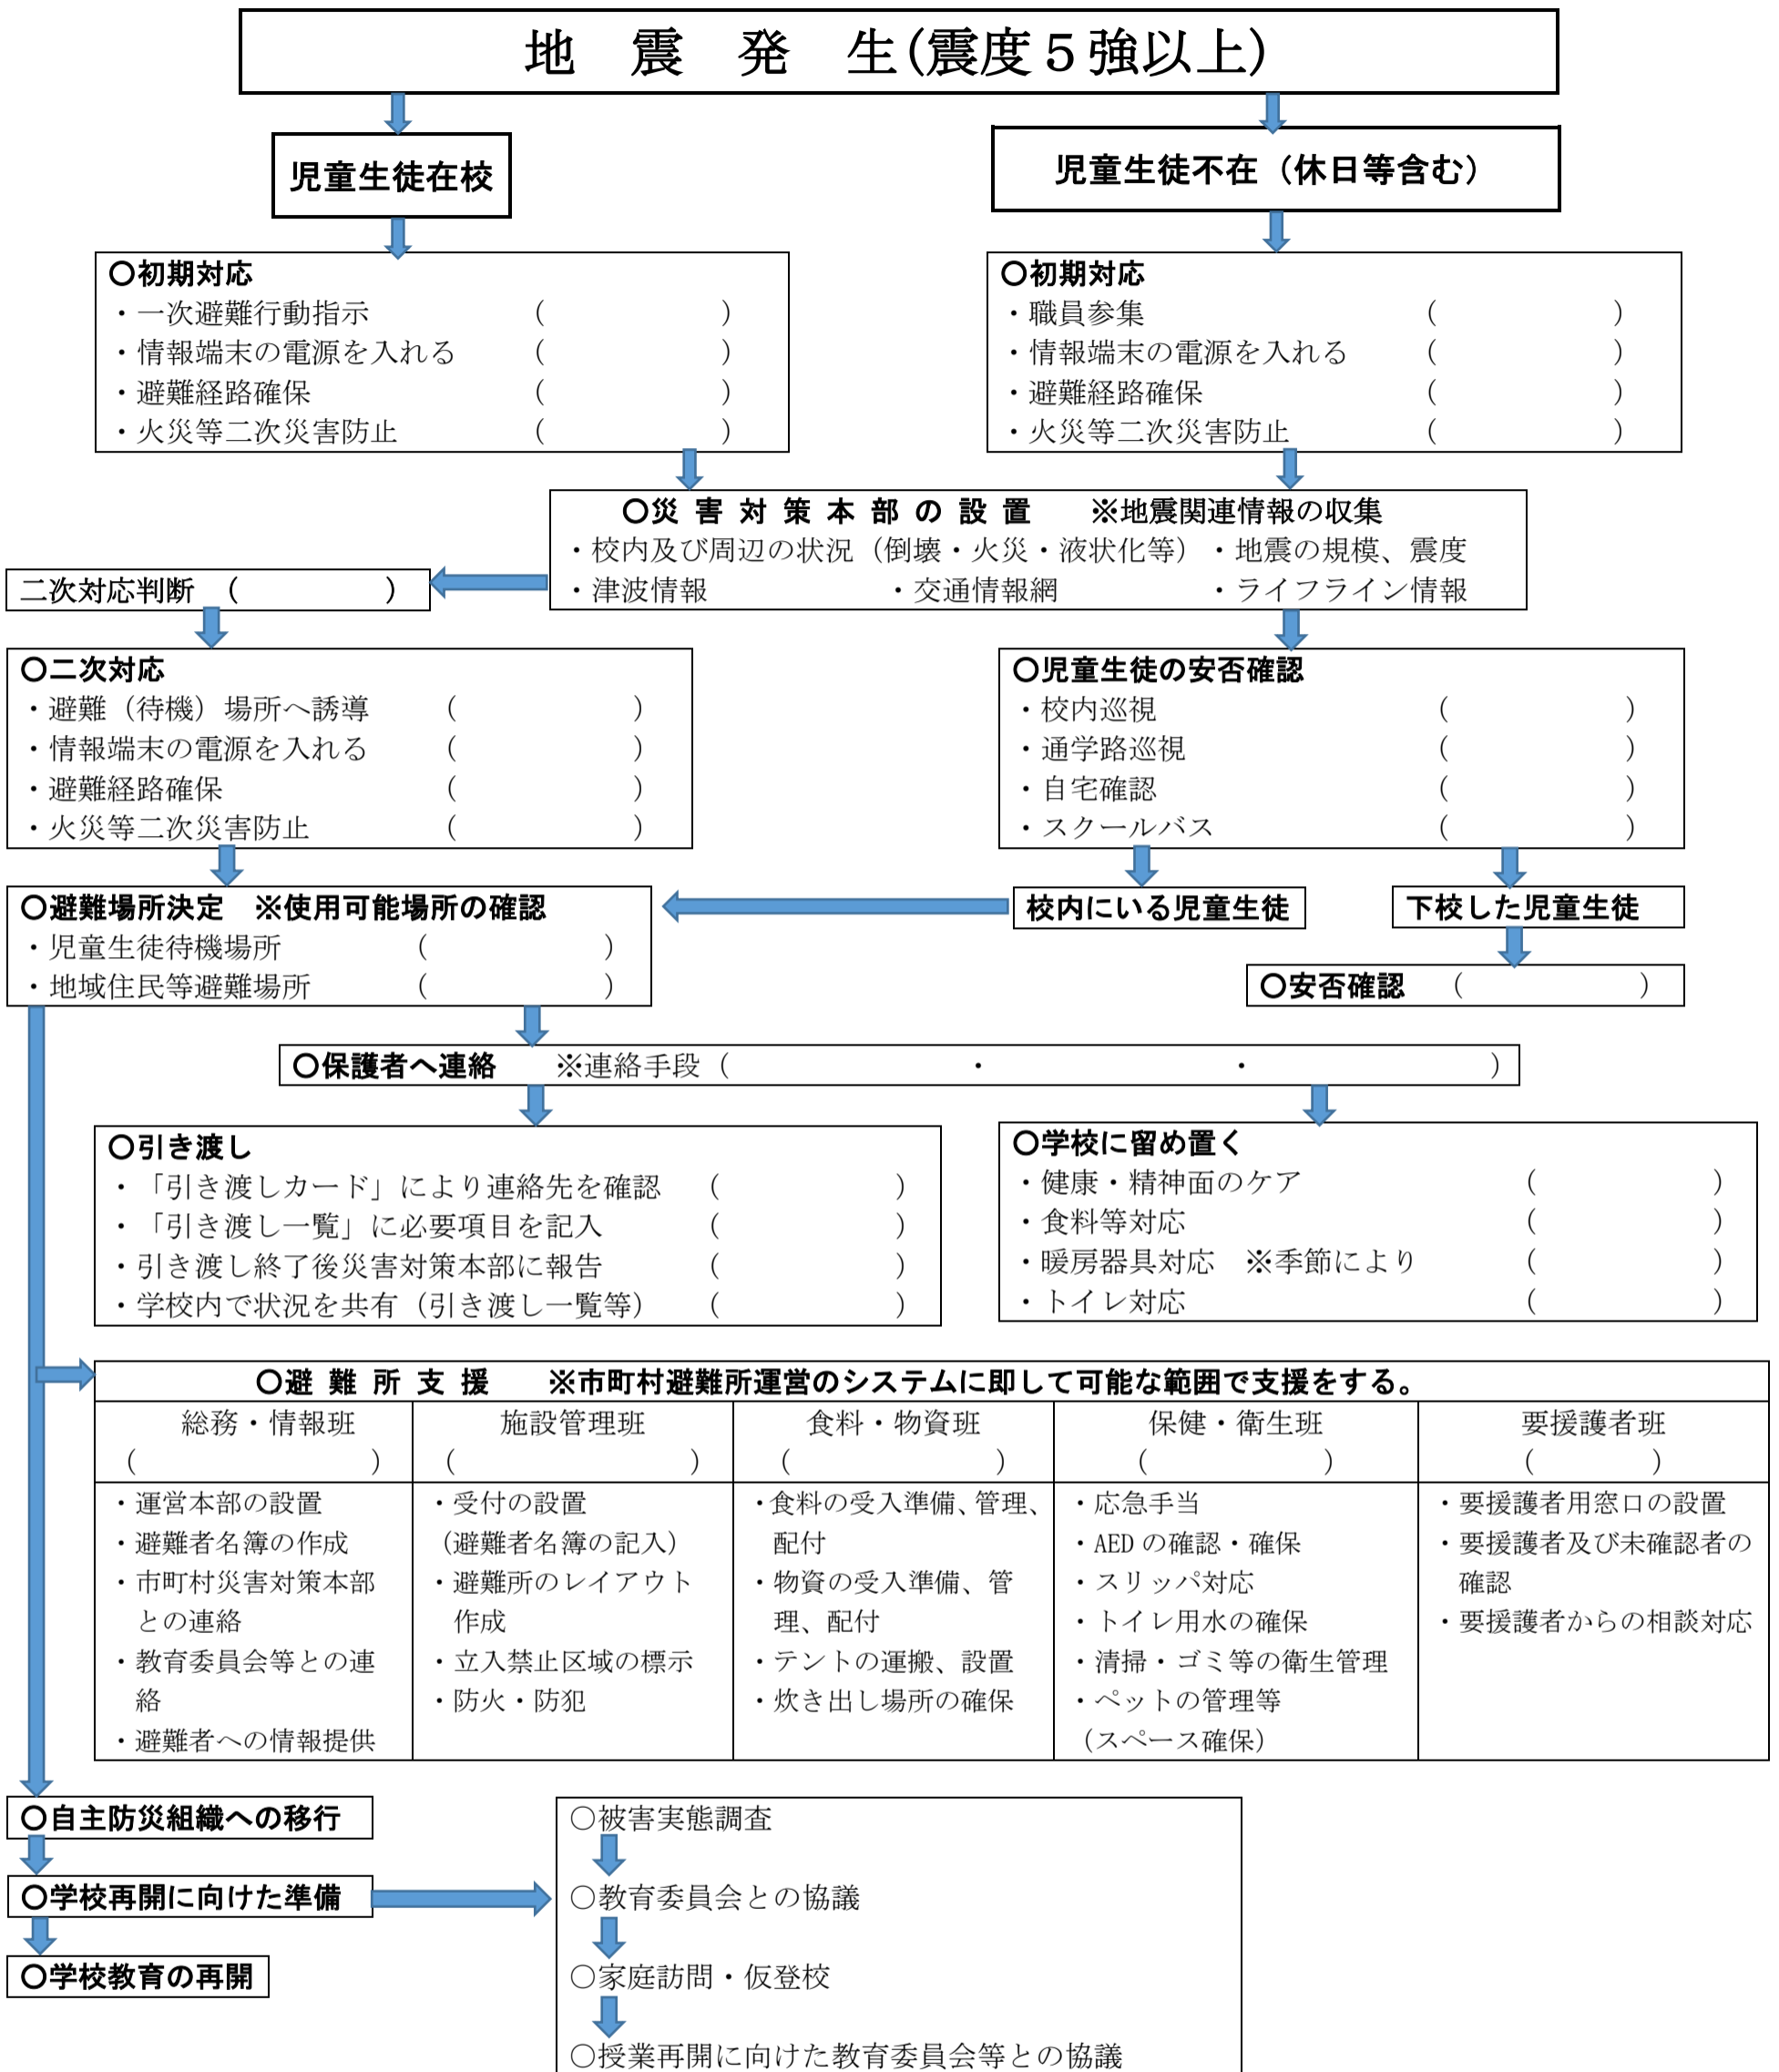 地　震　発　生(震度５強以上)
児童生徒在校
児童生徒不在（休日等含む）
○初期対応
・一次避難行動指示　（　　　　　　）
・情報端末の電源を入れる　（　　　　　　）
・避難経路確保　（　　　　　　）
・火災等二次災害防止　（　　　　　　）
○初期対応
・職員参集　（　　　　　　）
・情報端末の電源を入れる　（　　　　　　）
・避難経路確保　（　　　　　　）
・火災等二次災害防止　（　　　　　　）
○災 害 対 策 本 部 の 設 置　　※地震関連情報の収集
・校内及び周辺の状況（倒壊・火災・液状化等）・地震の規模、震度
・津波情報　　　　　　・交通情報網　　　　　・ライフライン情報
二次対応判断　（　　　　　）
○二次対応
・避難（待機）場所へ誘導　（　　　　　　）
・情報端末の電源を入れる　（　　　　　　）
・避難経路確保　（　　　　　　）
・火災等二次災害防止　（　　　　　　）
○児童生徒の安否確認
・校内巡視　（　　　　　　）
・通学路巡視　（　　　　　　）
・自宅確認　（　　　　　　）
・スクールバス　（　　　　　　）
○避難場所決定　※使用可能場所の確認
・児童生徒待機場所　（　　　　　　）
・地域住民等避難場所　（　　　　　　）
校内にいる児童生徒
下校した児童生徒
○安否確認　（　　　　　　）
○保護者へ連絡　　※連絡手段（　　　　　　　　・　　　　　　　　・　　　　　　　　）
○引き渡し
・「引き渡しカード」により連絡先を確認　（　　　　　　）
・「引き渡し一覧」に必要項目を記入　（　　　　　　）
・引き渡し終了後災害対策本部に報告　（　　　　　　）
・学校内で状況を共有（引き渡し一覧等）　（　　　　　　）
○学校に留め置く
・健康・精神面のケア　（　　　　　　）
・食料等対応　（　　　　　　）
・暖房器具対応　※季節により　（　　　　　　）
・トイレ対応　（　　　　　　）
○避 難 所 支 援　　※市町村避難所運営のシステムに即して可能な範囲で支援をする。
総務・情報班
（　　　　　　　　）
・運営本部の設置
・避難者名簿の作成
・市町村災害対策本部
との連絡
・教育委員会等との連
絡
・避難者への情報提供
施設管理班
（　　　　　　　　）
・受付の設置
（避難者名簿の記入）
・避難所のレイアウト
作成
・立入禁止区域の標示
・防火・防犯
食料・物資班
（　　　　　　　）
・食料の受入準備、管理、
配付
・物資の受入準備、管
理、配付
・テントの運搬、設置
・炊き出し場所の確保
保健・衛生班
（　　　　　　）
・応急手当
・AED の確認・確保
・スリッパ対応
・トイレ用水の確保
・清掃・ゴミ等の衛生管理
・ペットの管理等
（スペース確保）
要援護者班
（　　　　）
・要援護者用窓口の設置
・要援護者及び未確認者の
確認
・要援護者からの相談対応
○自主防災組織への移行
○学校再開に向けた準備
○学校教育の再開
○被害実態調査
○教育委員会との協議
○家庭訪問・仮登校
○授業再開に向けた教育委員会等との協議